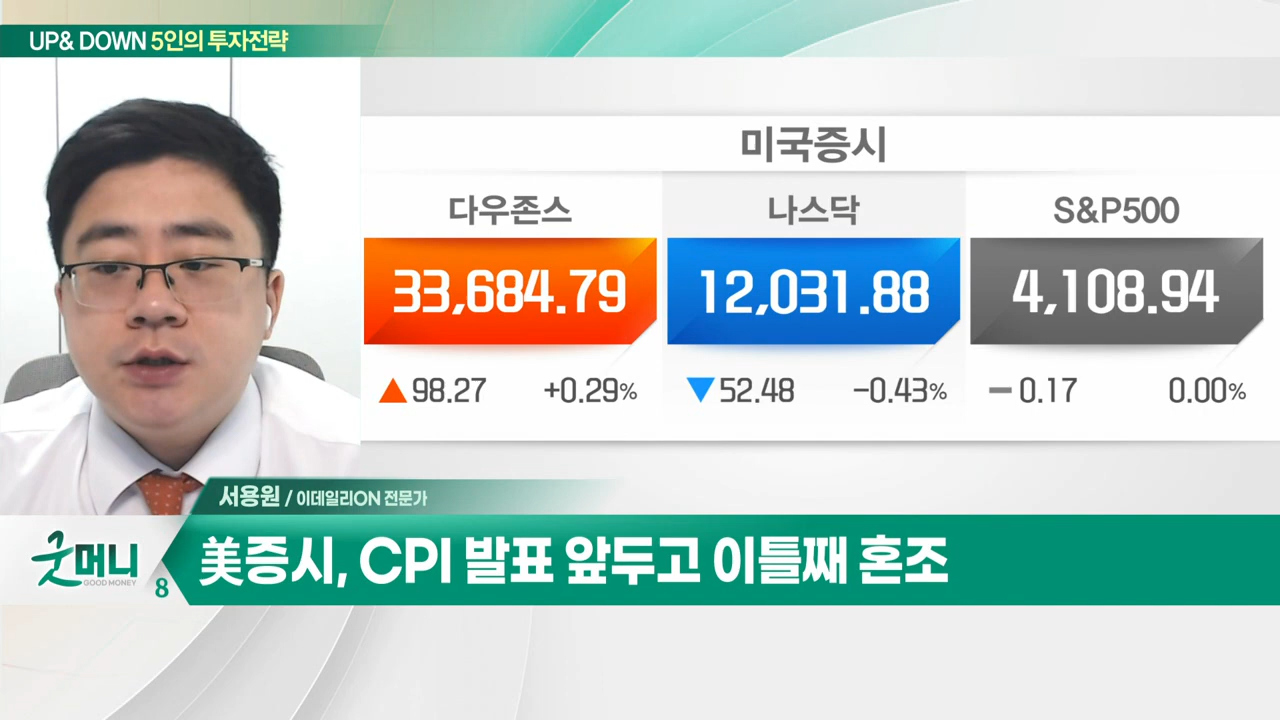 UP& DOWN 5인의 투자전략
미국증시
다우존스 나스닥 S&P500
33,684.79 12,031.88 4,108.94
▲98.27 +0.29% ▼52.48 -0.43% － 0.17 0.00%
서용원 / 이데일리ON 전문가
굿머니 GOOD MONEY 8
美증시, CPI 발표 앞두고 이틀째 혼조